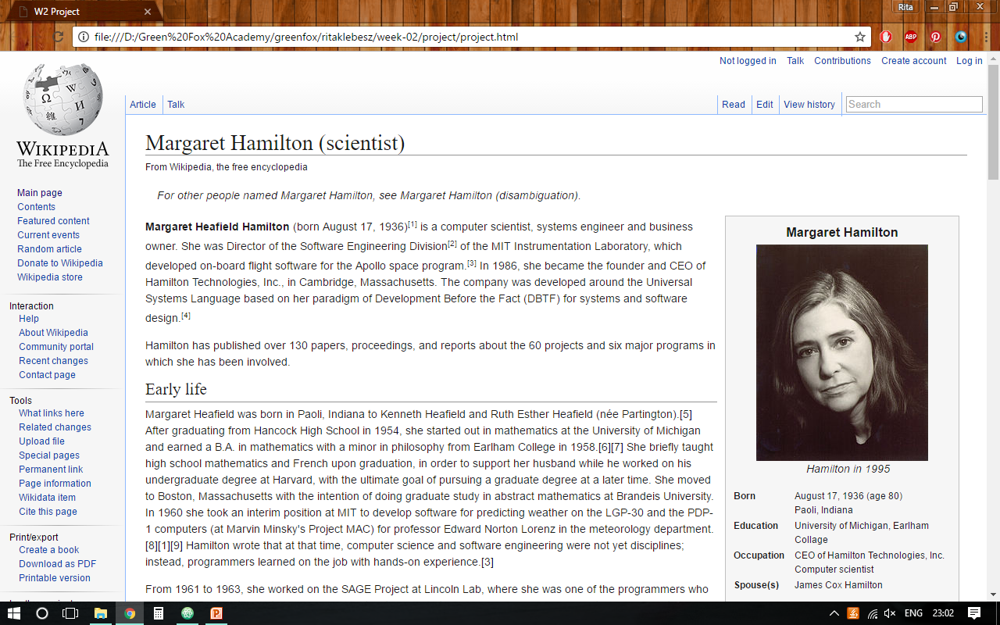 W2 Project
Rita
file:///D:/Green%20Fox%20Academy/greenfox/ritaklebesz/week-02/project/project.html
ABP
Not logged in Talk Contributions Create account Log in
Article Talk
Read Edit View history Search
WIKIPEDIA
The Free Encyclopedia
Main page
Contents
Featured content
Current events
Random article
Donate to Wikipedia
Wikipedia store
Interaction
Help
About Wikipedia
Community portal
Recent changes
Contact page
Tools
What links here
Related changes
Upload file
Special pages
Permanent link
Page information
Wikidata item
Cite this page
Print/export
Create a book
Download as PDF
Printable version
Margaret Hamilton (scientist)
From Wikipedia, the free encyclopedia
For other people named Margaret Hamilton, see Margaret Hamilton (disambiguation).
Margaret Heafield Hamilton (born August 17, 1936)[1] is a computer scientist, systems engineer and business
owner. She was Director of the Software Engineering Division[2] of the MIT Instrumentation Laboratory, which
developed on-board flight software for the Apollo space program.[3] In 1986, she became the founder and CEO of
Hamilton Technologies, Inc., in Cambridge, Massachusetts. The company was developed around the Universal
Systems Language based on her paradigm of Development Before the Fact (DBTF) for systems and software
design.[4]
Hamilton has published over 130 papers, proceedings, and reports about the 60 projects and six major programs in
which she has been involved.
Early life
Margaret Heafield was born in Paoli, Indiana to Kenneth Heafield and Ruth Esther Heafield (née Partington).[5]
After graduating from Hancock High School in 1954, she started out in mathematics at the University of Michigan
and earned a B.A. in mathematics with a minor in philosophy from Earlham College in 1958.[6][7] She briefly taught
high school mathematics and French upon graduation, in order to support her husband while he worked on his
undergraduate degree at Harvard, with the ultimate goal of pursuing a graduate degree at a later time. She moved
to Boston, Massachusetts with the intention of doing graduate study in abstract mathematics at Brandeis University.
In 1960 she took an interim position at MIT to develop software for predicting weather on the LGP-30 and the PDP-
1 computers (at Marvin Minsky's Project MAC) for professor Edward Norton Lorenz in the meteorology department.
[8][1][9] Hamilton wrote that at that time, computer science and software engineering were not yet disciplines;
instead, programmers learned on the job with hands-on experience.[3]
From 1961 to 1963, she worked on the SAGE Project at Lincoln Lab, where she was one of the programmers who
Margaret Hamilton
Hamilton in 1995
Born August 17, 1936 (age 80)
Paoli, Indiana
Education University of Michigan, Earlham
Collage
Occupation CEO of Hamilton Technologies, Inc.
Computer scientist
Spouse(s) James Cox Hamilton
ENG 23:02